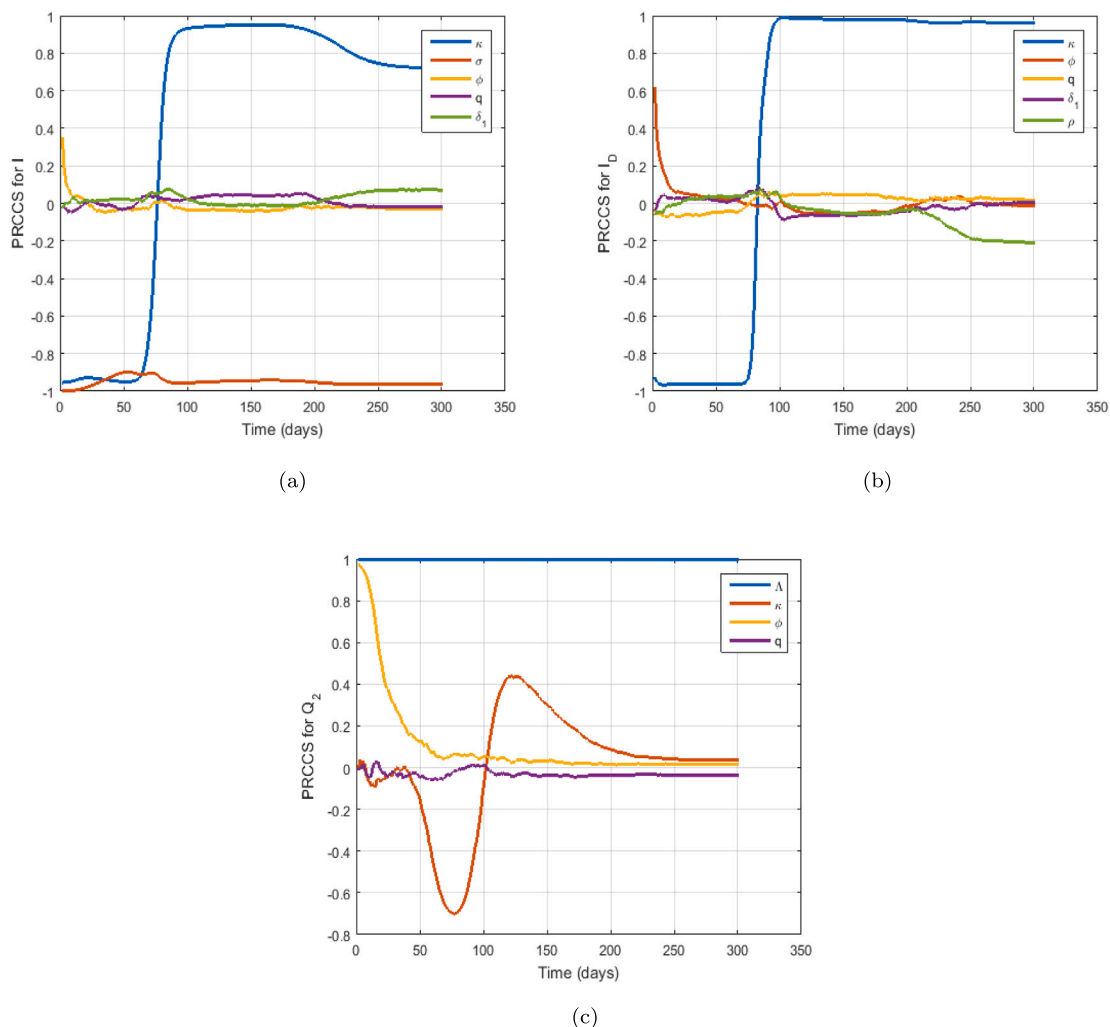 PRCCS for I
1
0.8
0.6
0.4
0.2
0
-0.2
-0.4
-0.6
-0.8
-1
0 50 100 150 200 250 300 350
Time (days)
κ
σ
ϕ
q
δ₁
(a)
PRCCS for I_D
1
0.8
0.6
0.4
0.2
0
-0.2
-0.4
-0.6
-0.8
-1
0 50 100 150 200 250 300 350
Time (days)
κ
ϕ
q
δ₁
ρ
(b)
PRCCS for Q₂
1
0.8
0.6
0.4
0.2
0
-0.2
-0.4
-0.6
-0.8
0 50 100 150 200 250 300 350
Time (days)
Λ
κ
ϕ
q
(c)